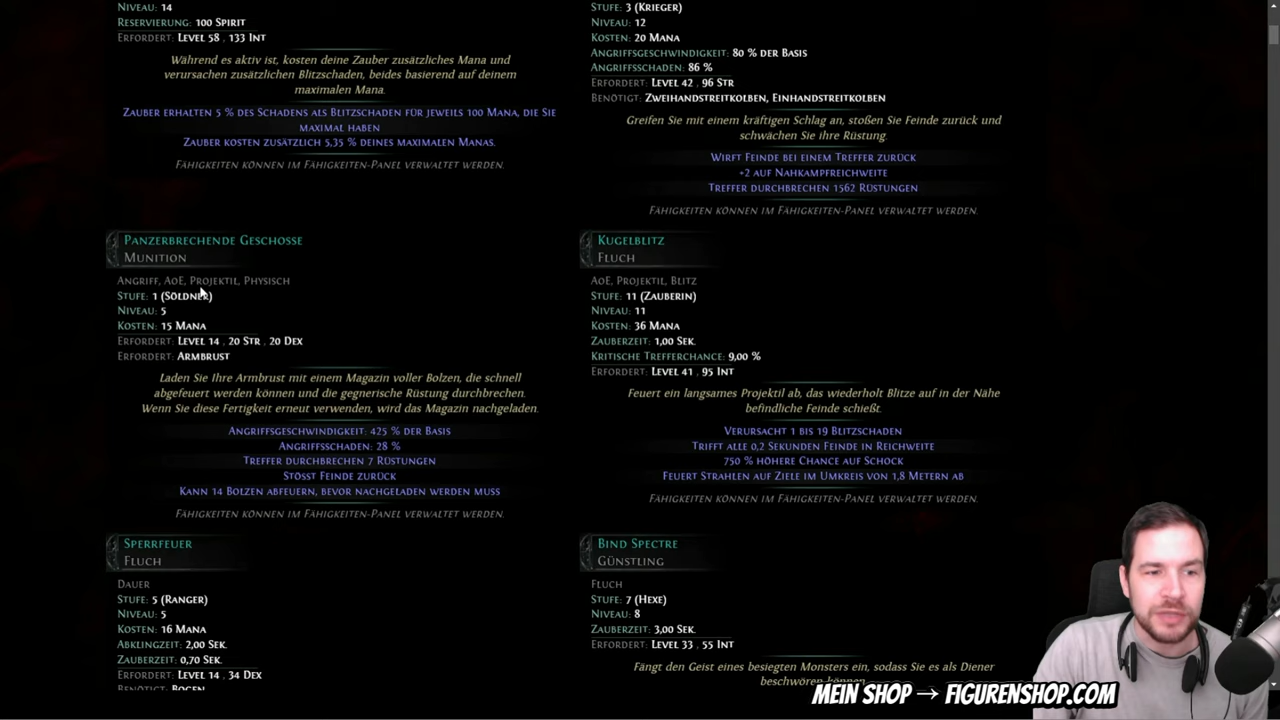 Niveau: 14
Reservierung: 100 Spirit
Erfordert: Level 58 , 133 Int
Während es aktiv ist, kosten deine Zauber zusätzliches Mana und
verursachen zusätzlichen Blitzschaden, beides basierend auf deinem
maximalen Mana.
Zauber erhalten 5 % des Schadens als Blitzschaden für jeweils 100 Mana, die Sie
maximal haben
Zauber kosten zusätzlich 5,35 % deines maximalen Manas.
Fähigkeiten können im Fähigkeiten-Panel verwaltet werden.
Stufe: 3 (Krieger)
Niveau: 12
Kosten: 20 Mana
Angriffsgeschwindigkeit: 80 % der Basis
Angriffsschaden: 86 %
Erfordert: Level 42 , 96 Str
Benötigt: Zweihandstreitkolben, Einhandstreitkolben
Greifen Sie mit einem kräftigen Schlag an, stoßen Sie Feinde zurück und
schwächen Sie ihre Rüstung.
Wirft Feinde bei einem Treffer zurück
+2 auf Nahkampfreichweite
Treffer durchbrechen 1562 Rüstungen
Fähigkeiten können im Fähigkeiten-Panel verwaltet werden.
Panzerbrechende Geschosse
Munition
Angriff, AoE, Projektil, Physisch
Stufe: 1 (Söldner)
Niveau: 5
Kosten: 15 Mana
Erfordert: Level 14 , 20 Str , 20 Dex
Erfordert: Armbrust
Laden Sie Ihre Armbrust mit einem Magazin voller Bolzen, die schnell
abgefeuert werden können und die gegnerische Rüstung durchbrechen.
Wenn Sie diese Fertigkeit erneut verwenden, wird das Magazin nachgeladen.
Angriffsgeschwindigkeit: 425 % der Basis
Angriffsschaden: 28 %
Treffer durchbrechen 7 Rüstungen
Stösst Feinde zurück
Kann 14 Bolzen abfeuern, bevor nachgeladen werden muss
Fähigkeiten können im Fähigkeiten-Panel verwaltet werden.
Kugelblitz
Fluch
AoE, Projektil, Blitz
Stufe: 11 (Zauberin)
Niveau: 11
Kosten: 36 Mana
Zauberzeit: 1,00 Sek.
Kritische Trefferchance: 9,00 %
Erfordert: Level 41 , 95 Int
Feuert ein langsames Projektil ab, das wiederholt Blitze auf in der Nähe
befindliche Feinde schießt.
Verursacht 1 bis 19 Blitzschaden
Trifft alle 0,2 Sekunden Feinde in Reichweite
750 % höhere Chance auf Schock
Feuert Strahlen auf Ziele im Umkreis von 1,8 Metern ab
Fähigkeiten können im Fähigkeiten-Panel verwaltet werden.
Sperrfeuer
Fluch
Dauer
Stufe: 5 (Ranger)
Niveau: 5
Kosten: 16 Mana
Abklingzeit: 2,00 Sek.
Zauberzeit: 0,70 Sek.
Erfordert: Level 14 , 34 Dex
Benötigt: Bogen
Bind Spectre
Günstling
Fluch
Stufe: 7 (Hexe)
Niveau: 8
Zauberzeit: 3,00 Sek.
Erfordert: Level 33 , 55 Int
Fängt den Geist eines besiegten Monsters ein, sodass Sie es als Diener
beschwören können.
MEIN SHOP → FIGURENSHOP.COM